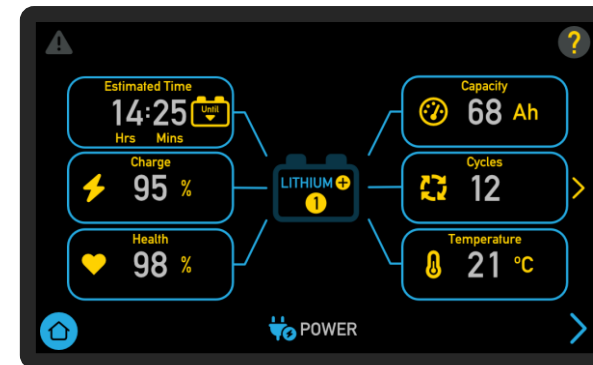 ?
Estimated Time
14:25 Until
Hrs Mins
Charge
95 %
Health
98 %
LITHIUM +
1
Capacity
68 Ah
Cycles
12
Temperature
21 °C
POWER